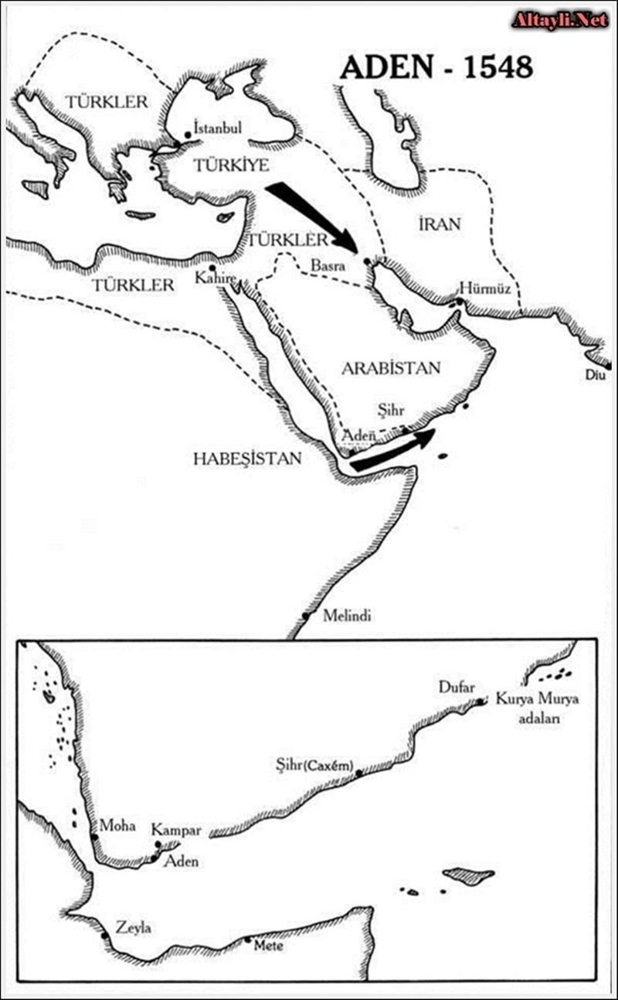 Altayli.Net
ADEN - 1548
TÜRKLER
İstanbul
TÜRKİYE
İRAN
TÜRKLER
Basra
Kahire
TÜRKLER
Hürmüz
ARABİSTAN
Diu
Şihr
Aden
HABEŞİSTAN
Melindi
Dufar
Kurya Murya
adaları
Şihr (Caxém)
Moha
Kampar
Aden
Zeyla
Mete